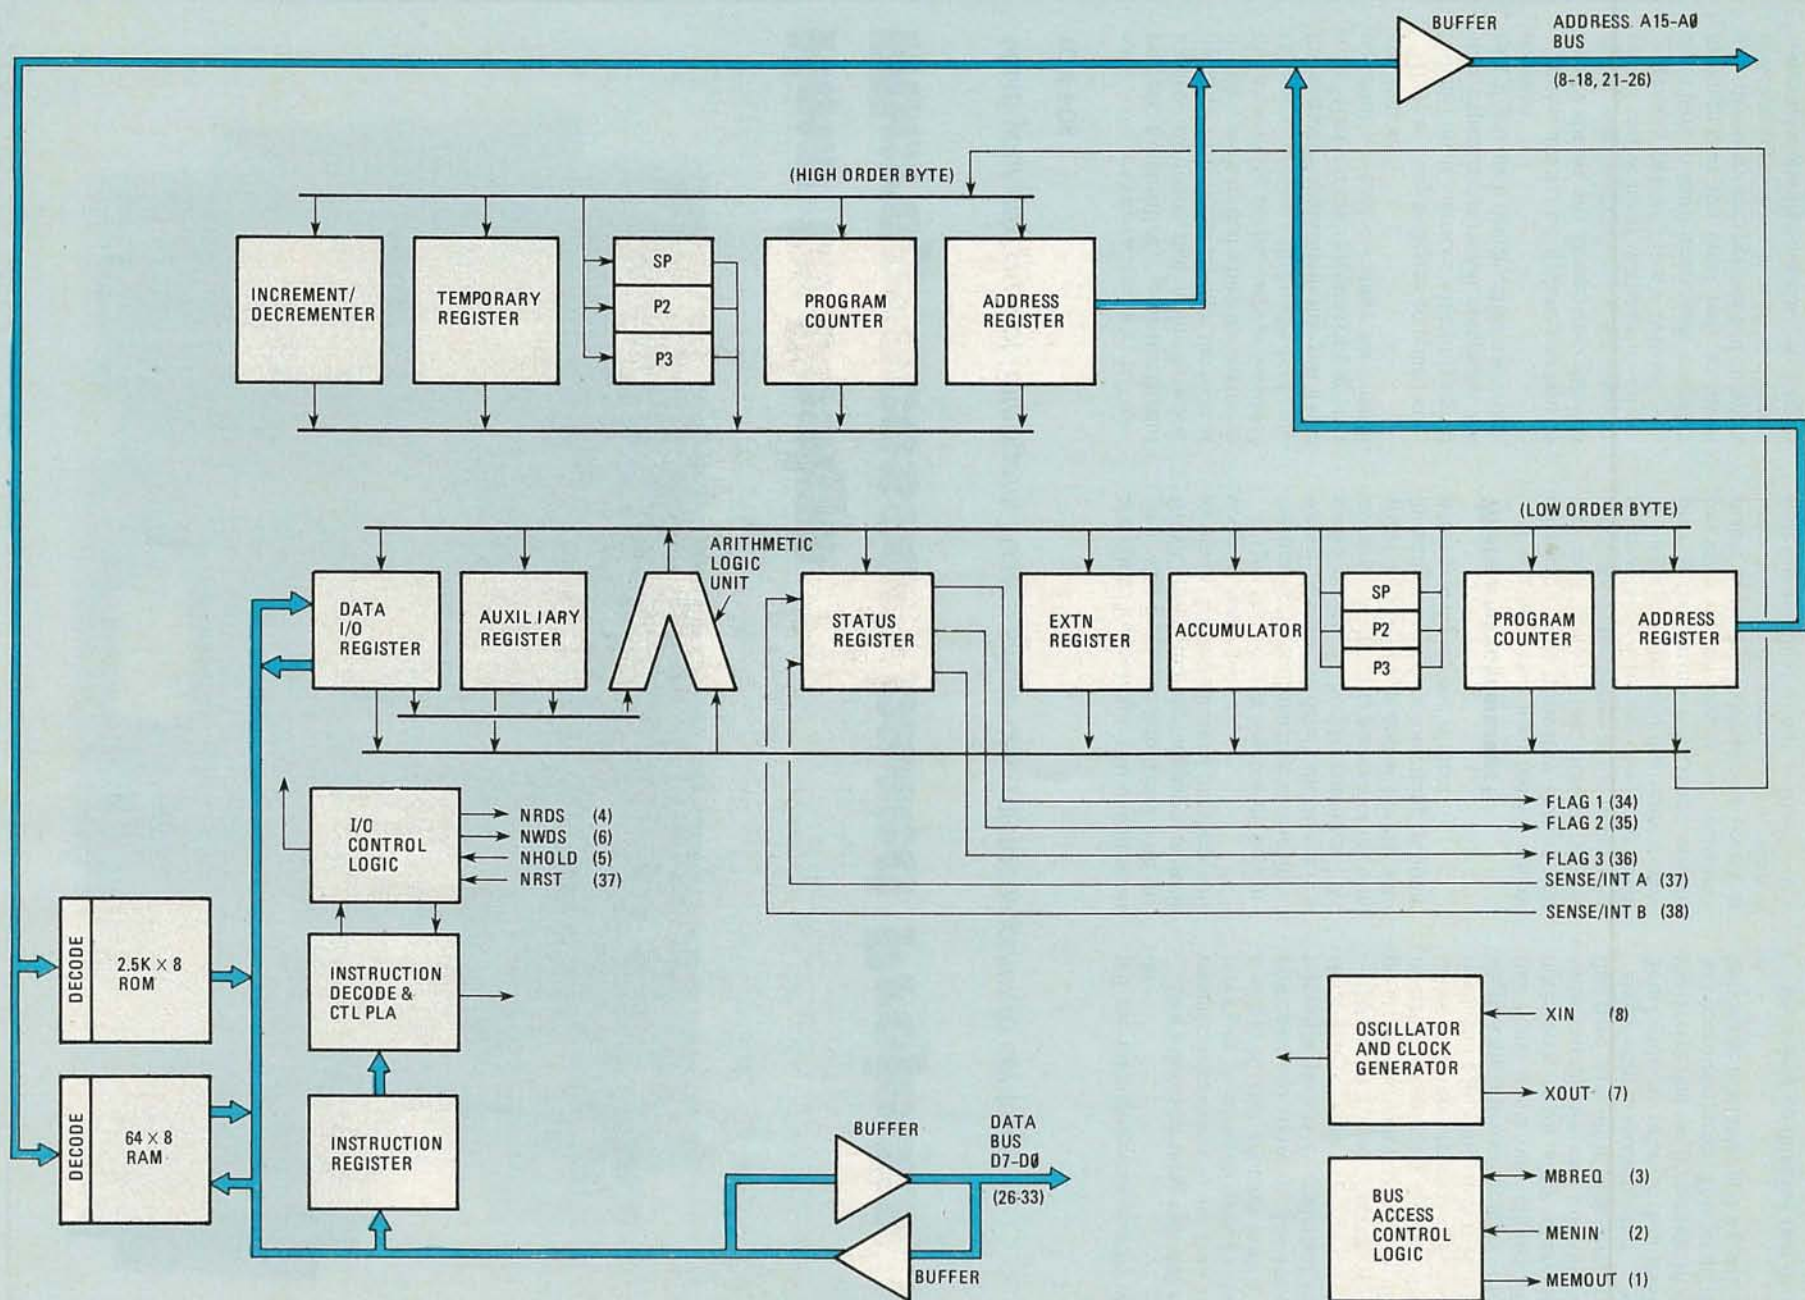 BUFFER
ADDRESS A15-A0
BUS
(8-18, 21-26)
(HIGH ORDER BYTE)
INCREMENT/
DECREMENTER
TEMPORARY
REGISTER
SP
P2
P3
PROGRAM
COUNTER
ADDRESS
REGISTER
(LOW ORDER BYTE)
ARITHMETIC
LOGIC
UNIT
DATA
I/O
REGISTER
AUXILIARY
REGISTER
STATUS
REGISTER
EXTN
REGISTER
ACCUMULATOR
SP
P2
P3
PROGRAM
COUNTER
ADDRESS
REGISTER
I/O
CONTROL
LOGIC
NRDS (4)
NWDS (6)
NHOLD (5)
NRST (37)
FLAG 1 (34)
FLAG 2 (35)
FLAG 3 (36)
SENSE/INT A (37)
SENSE/INT B (38)
DECODE
2.5K × 8
ROM
INSTRUCTION
DECODE &
CTL PLA
DECODE
64 × 8
RAM
INSTRUCTION
REGISTER
BUFFER
DATA
BUS
D7-D0
(26-33)
BUFFER
OSCILLATOR
AND CLOCK
GENERATOR
XIN (8)
XOUT (7)
BUS
ACCESS
CONTROL
LOGIC
MBREQ (3)
MENIN (2)
MEMOUT (1)